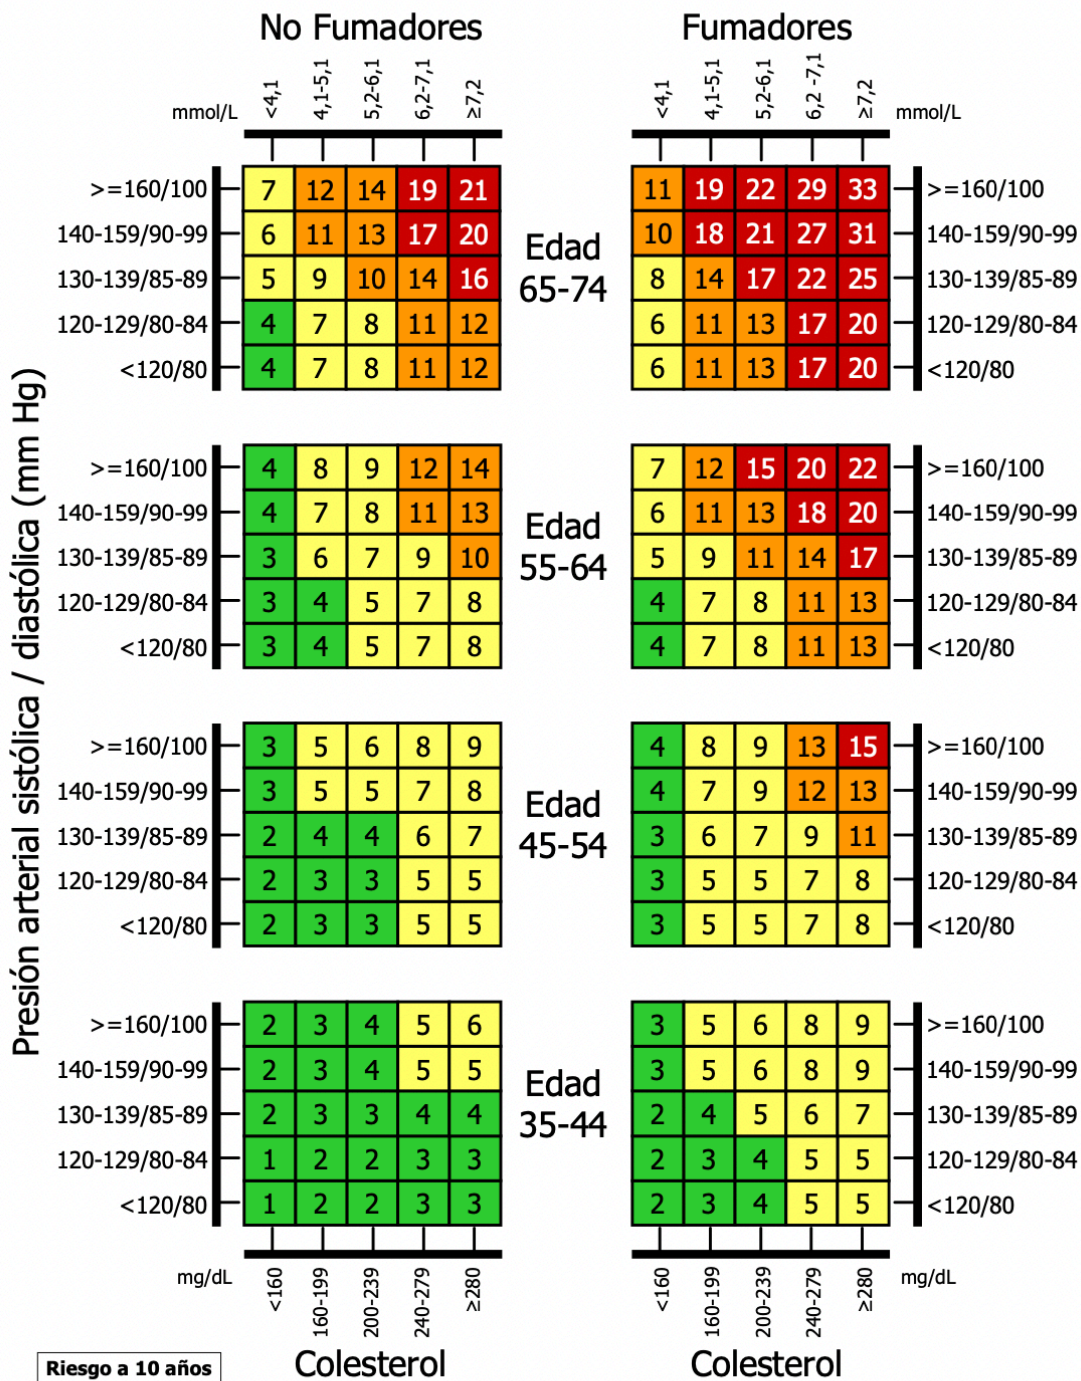 No Fumadores Fumadores
mmol/L <4,1 4,1-5,1 5,2-6,1 6,2-7,1 ≥7,2 <4,1 4,1-5,1 5,2-6,1 6,2 -7,1 ≥7,2 mmol/L
Presión arterial sistólica / diastólica (mm Hg)
>=160/100 7 12 14 19 21 11 19 22 29 33 >=160/100
140-159/90-99 6 11 13 17 20 10 18 21 27 31 140-159/90-99
Edad
130-139/85-89 5 9 10 14 16 8 14 17 22 25 130-139/85-89
65-74
120-129/80-84 4 7 8 11 12 6 11 13 17 20 120-129/80-84
<120/80 4 7 8 11 12 6 11 13 17 20 <120/80
>=160/100 4 8 9 12 14 7 12 15 20 22 >=160/100
140-159/90-99 4 7 8 11 13 6 11 13 18 20 140-159/90-99
Edad
130-139/85-89 3 6 7 9 10 5 9 11 14 17 130-139/85-89
55-64
120-129/80-84 3 4 5 7 8 4 7 8 11 13 120-129/80-84
<120/80 3 4 5 7 8 4 7 8 11 13 <120/80
>=160/100 3 5 6 8 9 4 8 9 13 15 >=160/100
140-159/90-99 3 5 5 7 8 4 7 9 12 13 140-159/90-99
Edad
130-139/85-89 2 4 4 6 7 3 6 7 9 11 130-139/85-89
45-54
120-129/80-84 2 3 3 5 5 3 5 5 7 8 120-129/80-84
<120/80 2 3 3 5 5 3 5 5 7 8 <120/80
>=160/100 2 3 4 5 6 3 5 6 8 9 >=160/100
140-159/90-99 2 3 4 5 5 3 5 6 8 9 140-159/90-99
Edad
130-139/85-89 2 3 3 4 4 2 4 5 6 7 130-139/85-89
35-44
120-129/80-84 1 2 2 3 3 2 3 4 5 5 120-129/80-84
<120/80 1 2 2 3 3 2 3 4 5 5 <120/80
mg/dL <160 160-199 200-239 240-279 ≥280 <160 160-199 200-239 240-279 ≥280 mg/dL
Colesterol Colesterol
Riesgo a 10 años